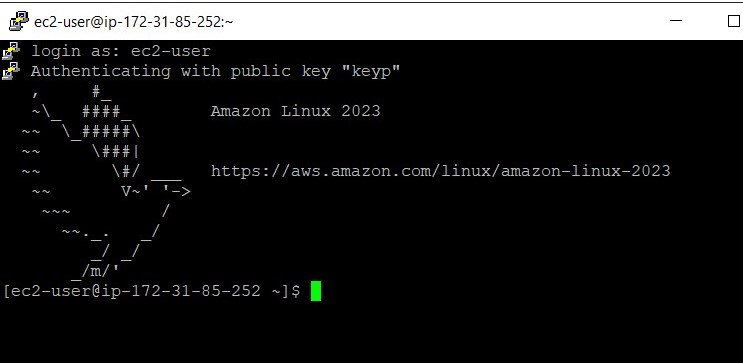 ec2-user@ip-172-31-85-252:~
login as: ec2-user
Authenticating with public key "keyp"
   ,     #_
   ~\_  ####_        Amazon Linux 2023
  ~~  \_#####\
  ~~     \###|
  ~~       \#/ ___   https://aws.amazon.com/linux/amazon-linux-2023
   ~~       V~' '->
    ~~~         /
      ~~._.   _/
         _/ _/
       _/m/'
[ec2-user@ip-172-31-85-252 ~]$